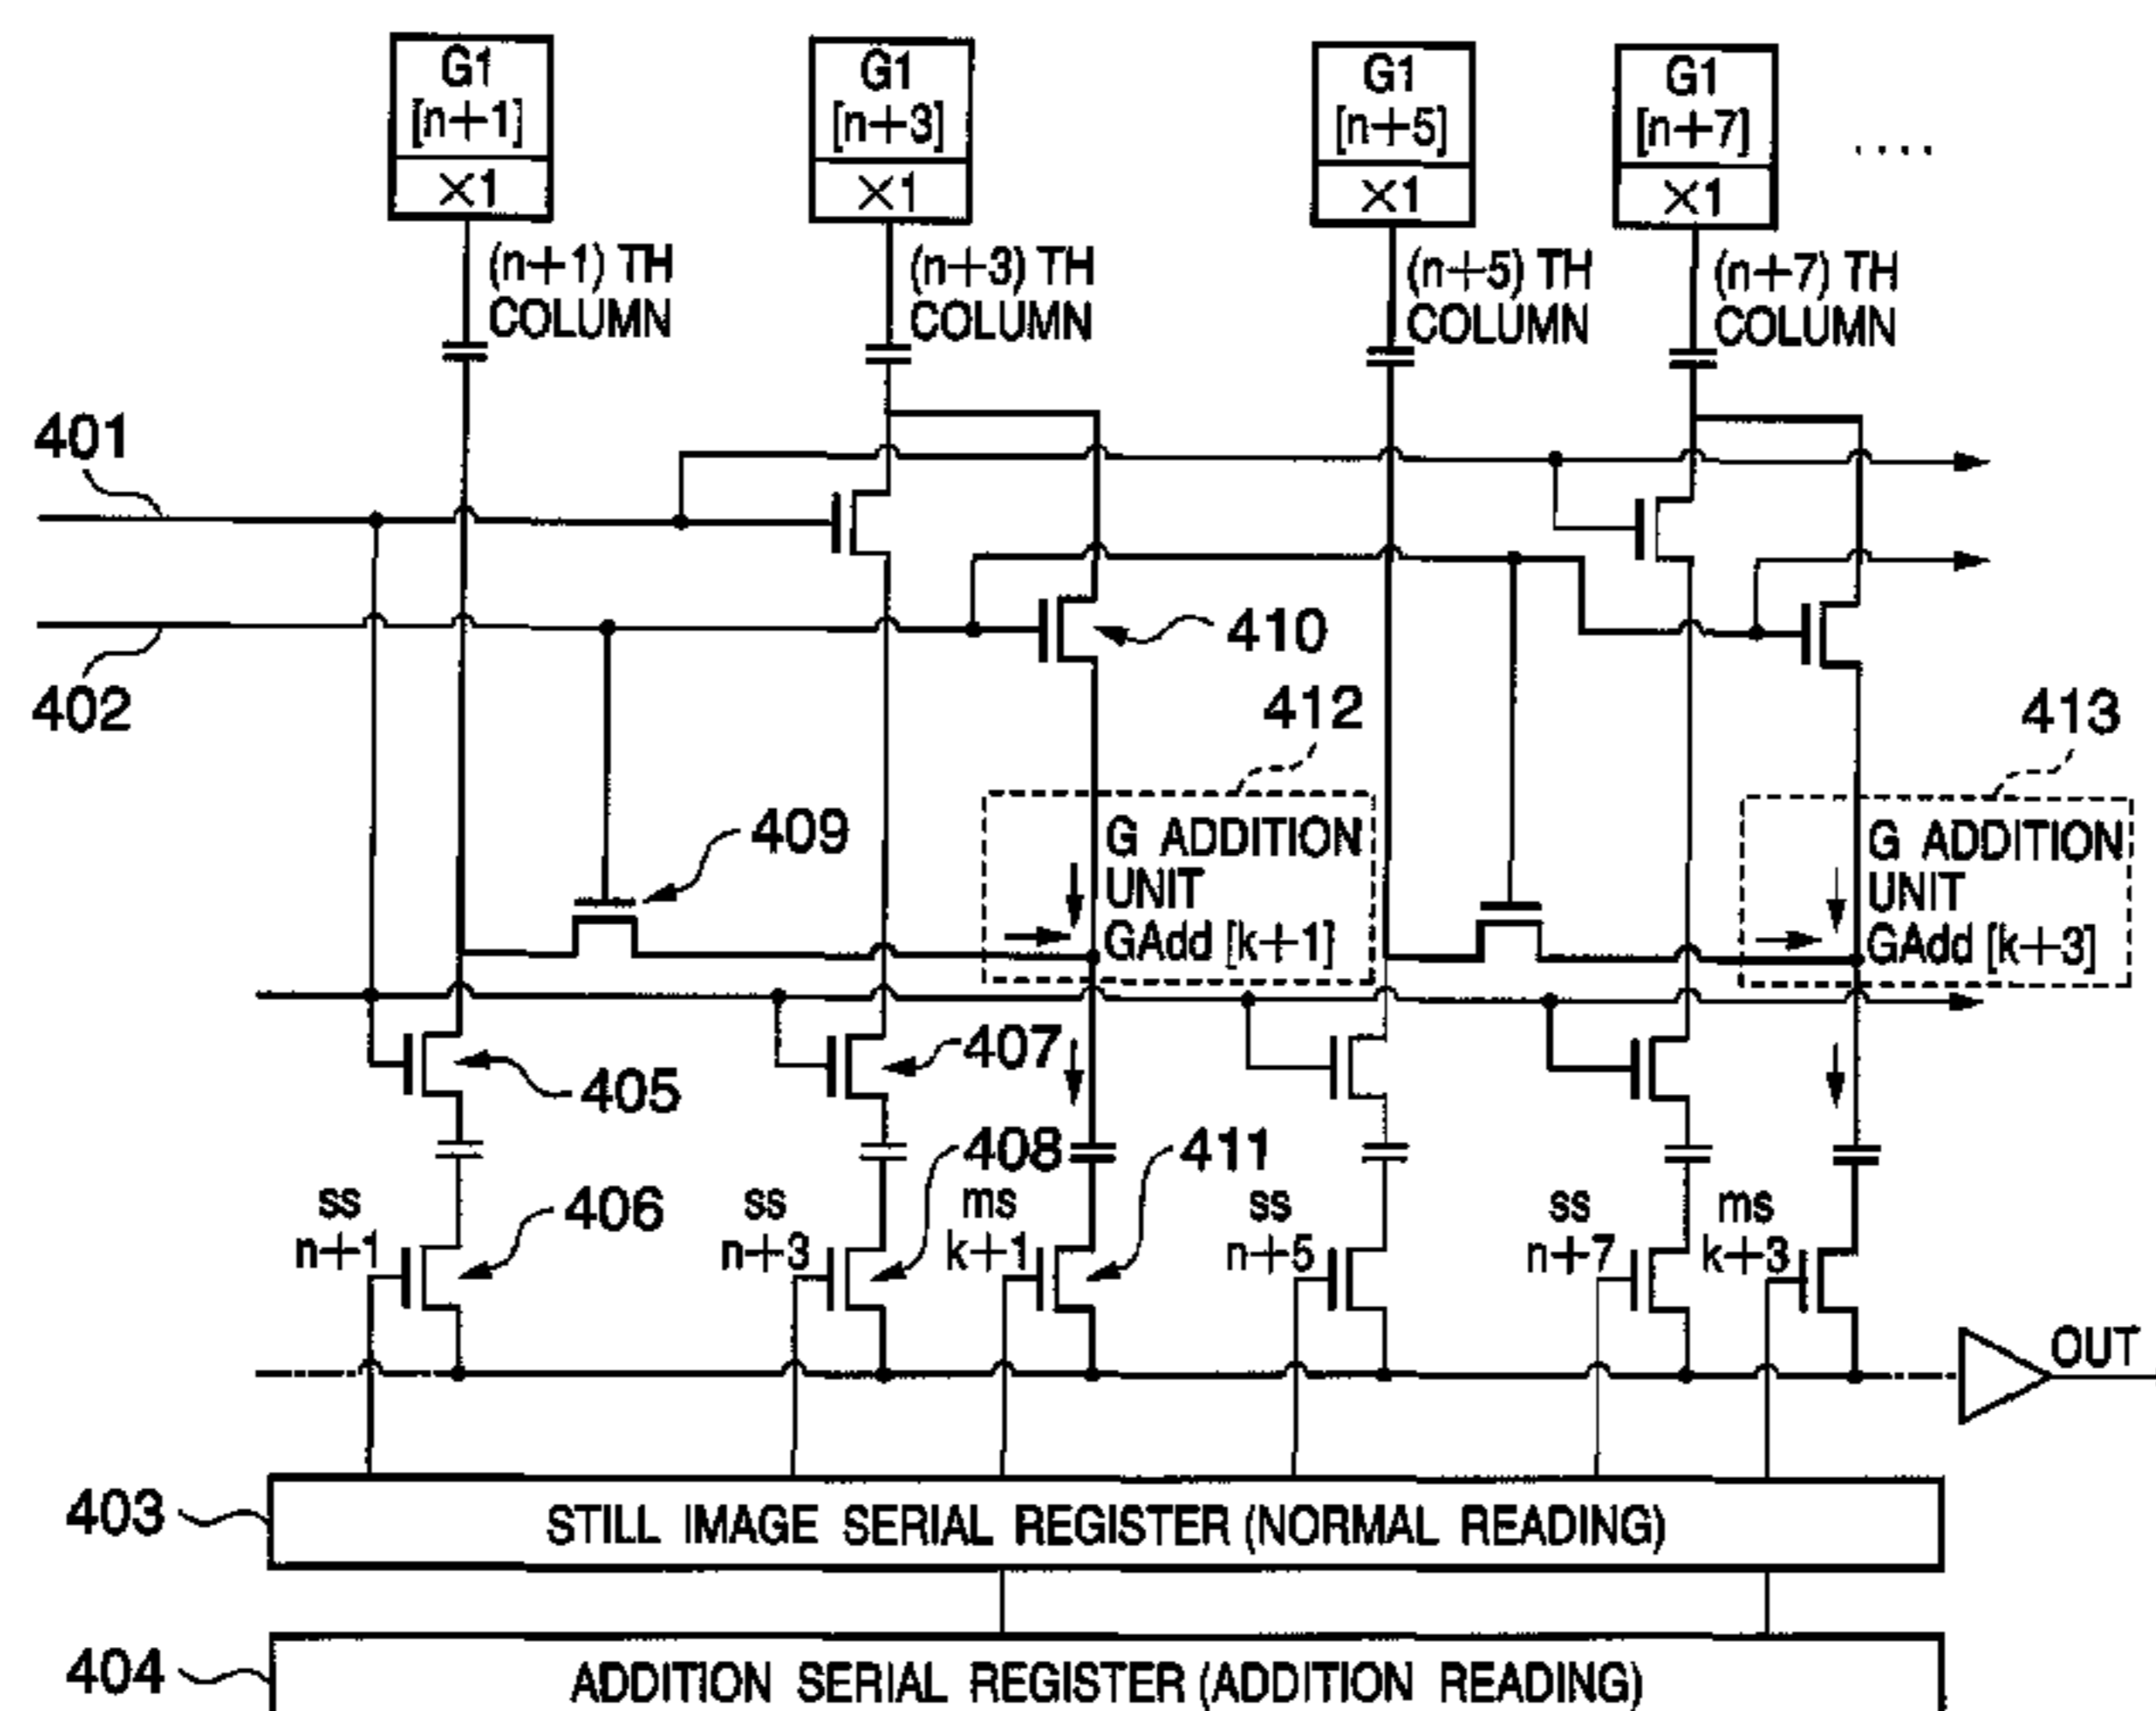 G1
[n+1]
×1
G1
[n+3]
×1
G1
[n+5]
×1
G1
[n+7]
×1
....
(n+1) TH
COLUMN
(n+3) TH
COLUMN
(n+5) TH
COLUMN
(n+7) TH
COLUMN
401
402
410
412
413
409
G ADDITION
UNIT
GAdd [k+1]
G ADDITION
UNIT
GAdd [k+3]
405
407
406
408
411
ss
n+1
ss
n+3
ms
k+1
ss
n+5
ss
n+7
ms
k+3
OUT
403
STILL IMAGE SERIAL REGISTER (NORMAL READING)
404
ADDITION SERIAL REGISTER (ADDITION READING)